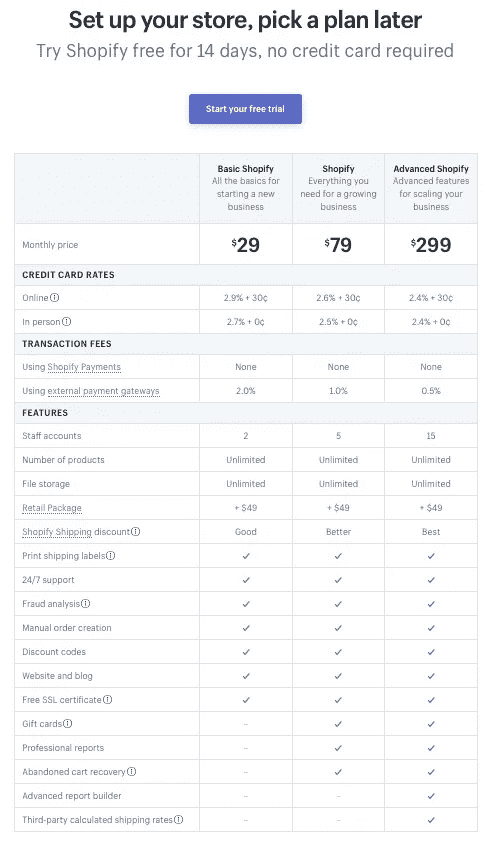 Set up your store, pick a plan later
Try Shopify free for 14 days, no credit card required
Start your free trial
Basic Shopify Shopify Advanced Shopify
All the basics for Everything you Advanced features
starting a new need for a growing for scaling your
business business business
Monthly price $29 $79 $299
CREDIT CARD RATES
Online 2.9% + 30¢ 2.6% + 30¢ 2.4% + 30¢
In person 2.7% + 0¢ 2.5% + 0¢ 2.4% + 0¢
TRANSACTION FEES
Using Shopify Payments None None None
Using external payment gateways 2.0% 1.0% 0.5%
FEATURES
Staff accounts 2 5 15
Number of products Unlimited Unlimited Unlimited
File storage Unlimited Unlimited Unlimited
Retail Package + $49 + $49 + $49
Shopify Shipping discount Good Better Best
Print shipping labels ✓ ✓ ✓
24/7 support ✓ ✓ ✓
Fraud analysis ✓ ✓ ✓
Manual order creation ✓ ✓ ✓
Discount codes ✓ ✓ ✓
Website and blog ✓ ✓ ✓
Free SSL certificate ✓ ✓ ✓
Gift cards – ✓ ✓
Professional reports – ✓ ✓
Abandoned cart recovery – ✓ ✓
Advanced report builder – – ✓
Third-party calculated shipping rates – – ✓